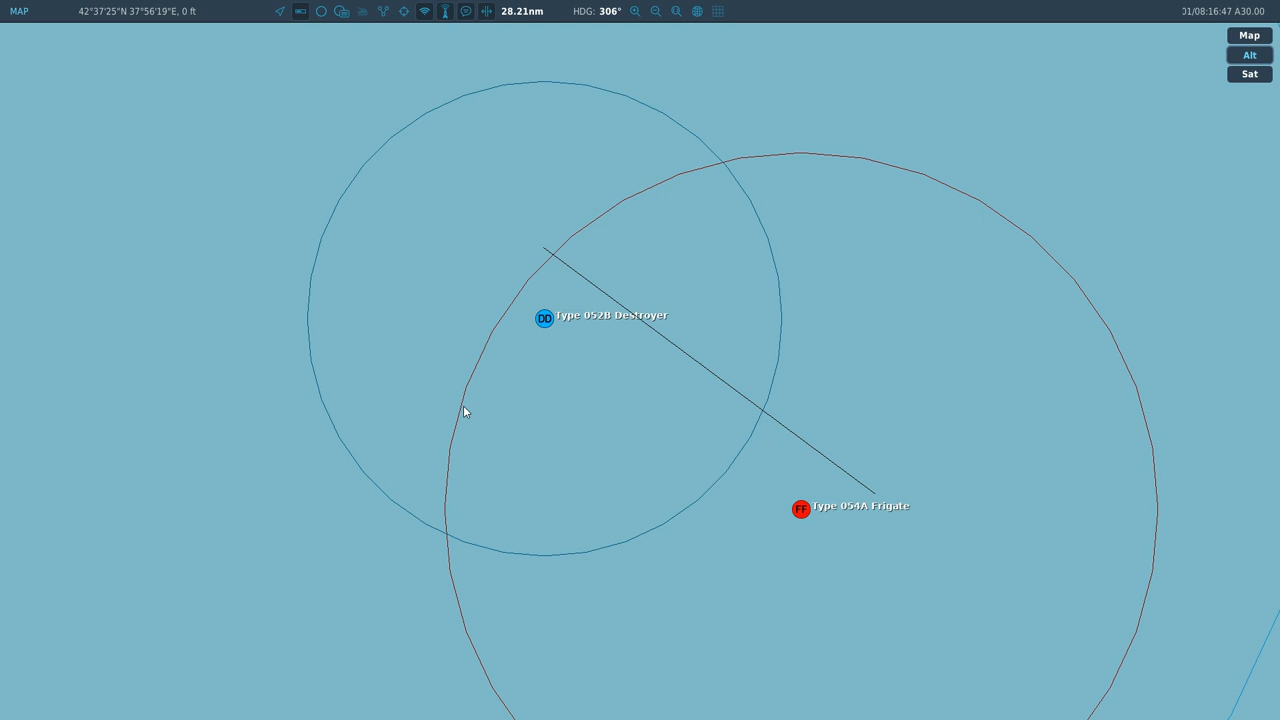 MAP 42°37'25"N 37°56'19"E, 0 ft 28.21nm HDG: 306° 01/08:16:47 A30.00
Map
Alt
Sat
DD Type 052B Destroyer
FF Type 054A Frigate